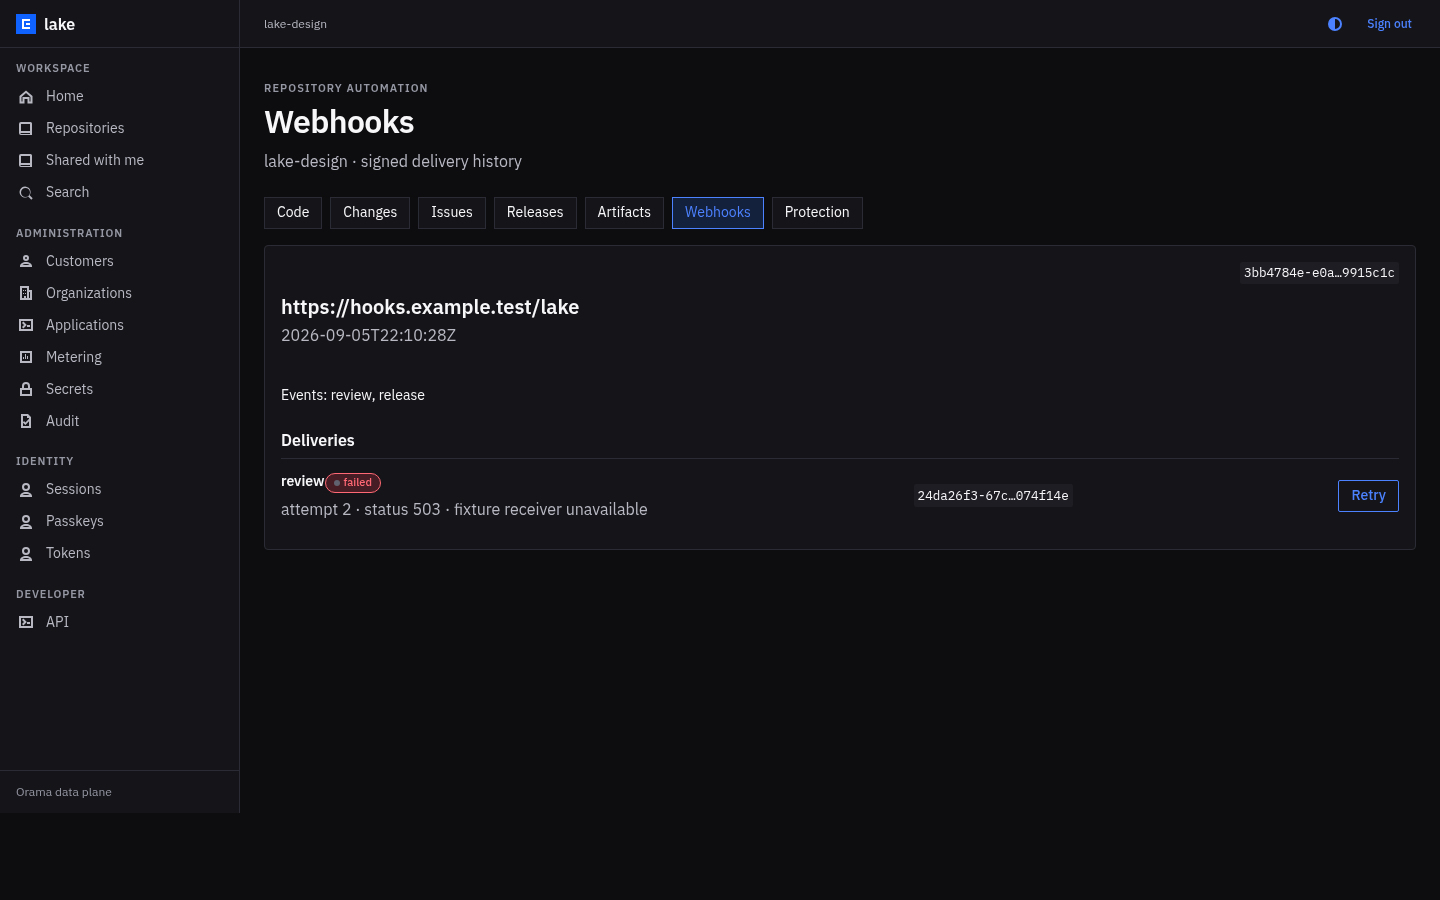 lake
lake-design
Sign out
WORKSPACE
Home
Repositories
Shared with me
Search
ADMINISTRATION
Customers
Organizations
Applications
Metering
Secrets
Audit
IDENTITY
Sessions
Passkeys
Tokens
DEVELOPER
API
Orama data plane
REPOSITORY AUTOMATION
Webhooks
lake-design · signed delivery history
Code Changes Issues Releases Artifacts Webhooks Protection
3bb4784e-e0a…9915c1c
https://hooks.example.test/lake
2026-09-05T22:10:28Z
Events: review, release
Deliveries
review failed
attempt 2 · status 503 · fixture receiver unavailable
24da26f3-67c…074f14e
Retry